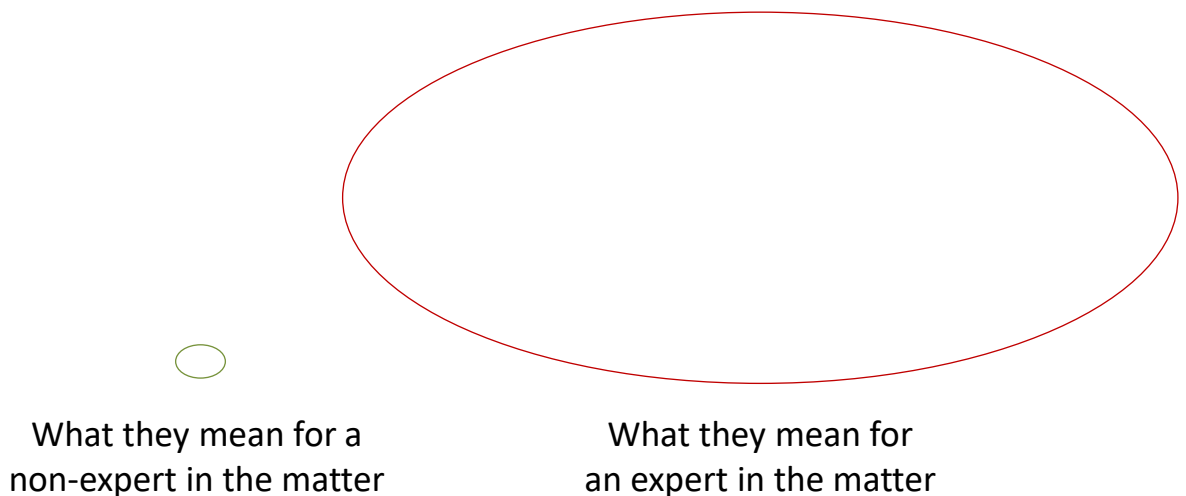 What they mean for a
non-expert in the matter
What they mean for
an expert in the matter